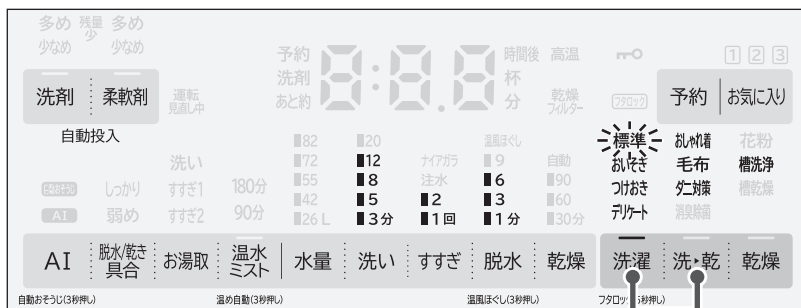 多め 残量 多め
少なめ 少 少なめ
予約 8:8.8 時間後 高温 1 2 3
洗剤 杯
あと約 分 乾燥フィルター フタロック
洗剤 柔軟剤 運転見直し中 予約 お気に入り
自動投入
82 20 温風ほぐし 標準 おしゃれ着 花粉
洗い 72 12 ナイアガラ 9 自動 おいそぎ 毛布 槽洗浄
自動おそうじ しっかり すすぎ1 180分 55 8 注水 6 90 つけおき ダニ対策 槽乾燥
AI 弱め すすぎ2 90分 42 5 2 3 60 デリケート 消臭除菌
26L 3分 1回 1分 30分
AI 脱水/乾き具合 お湯取 温水ミスト 水量 洗い すすぎ 脱水 乾燥 洗濯 洗▸乾 乾燥
自動おそうじ(3秒押し) 温め自動(3秒押し) 温風ほぐし(3秒押し) フタロック(5秒押し)